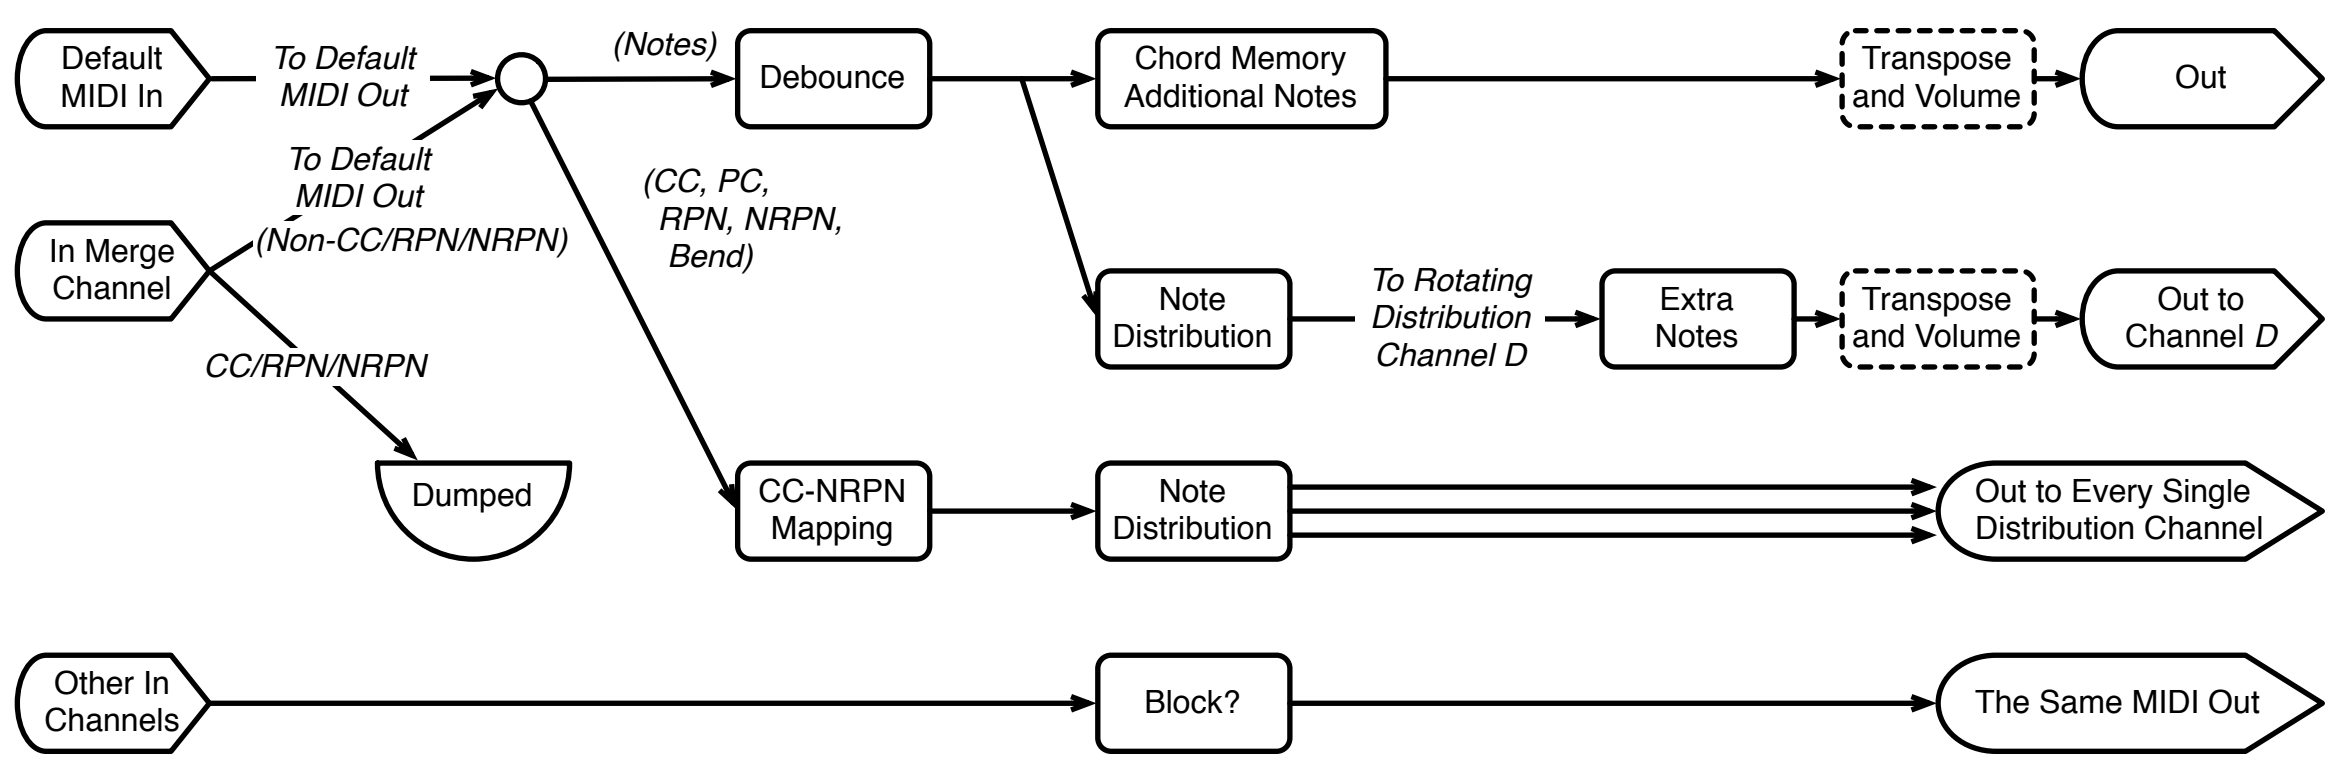 Default
MIDI In
To Default
MIDI Out
(Notes)
Debounce
Chord Memory
Additional Notes
Transpose
and Volume
Out
To Default
MIDI Out
(Non-CC/RPN/NRPN)
In Merge
Channel
(CC, PC,
RPN, NRPN,
Bend)
Note
Distribution
To Rotating
Distribution
Channel D
Extra
Notes
Transpose
and Volume
Out to
Channel D
CC/RPN/NRPN
Dumped
CC-NRPN
Mapping
Note
Distribution
Out to Every Single
Distribution Channel
Other In
Channels
Block?
The Same MIDI Out